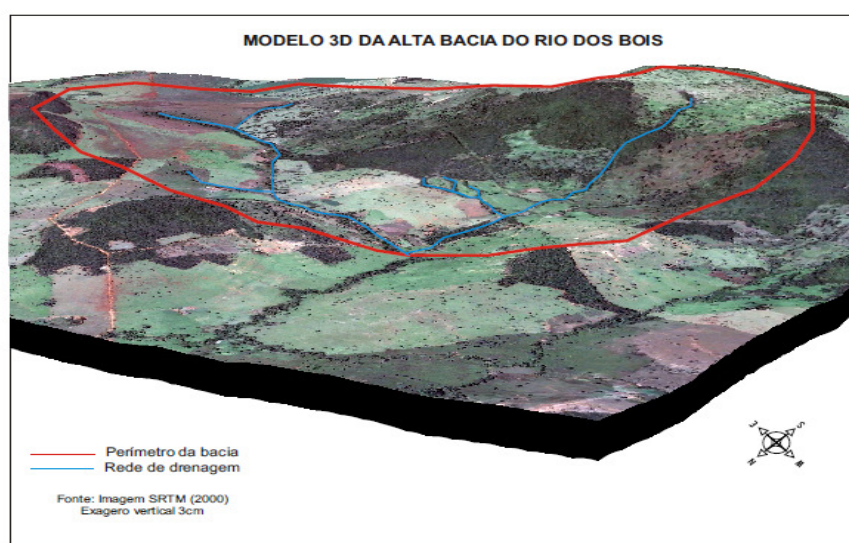 MODELO 3D DA ALTA BACIA DO RIO DOS BOIS
Perímetro da bacia
Rede de drenagem
Fonte: Imagem SRTM (2000)
Exagero vertical 3cm
S
N